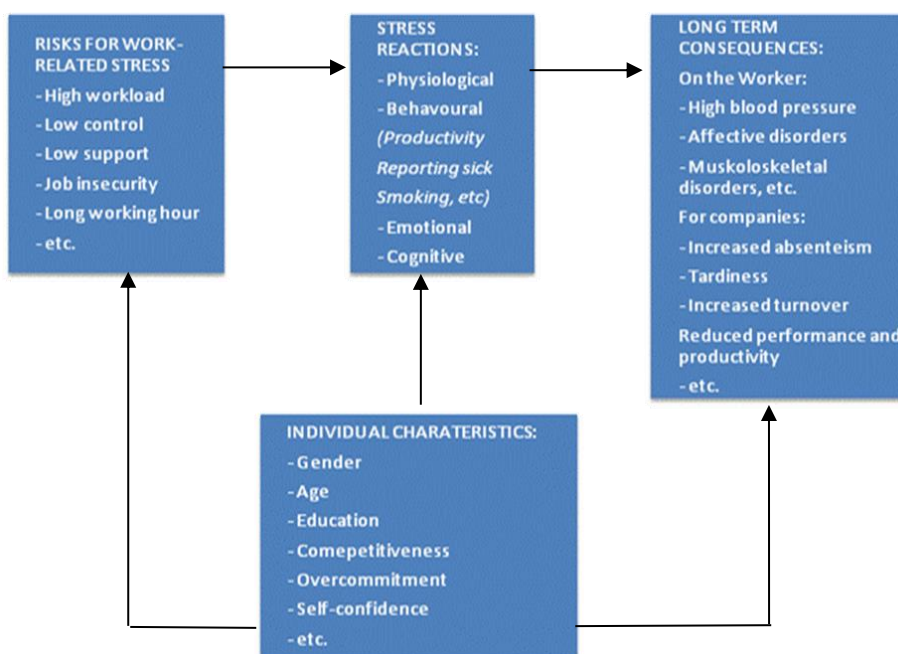 RISKS FOR WORK-
RELATED STRESS
-High workload
-Low control
-Low support
-Job insecurity
-Long working hour
-etc.
STRESS
REACTIONS:
-Physiological
-Behavoural
(Productivity
Reporting sick
Smoking, etc)
-Emotional
-Cognitive
LONG TERM
CONSEQUENCES:
On the Worker:
-High blood pressure
-Affective disorders
-Muskoloskeletal
disorders, etc.
For companies:
-Increased absenteism
-Tardiness
-Increased turnover
Reduced performance and
productivity
-etc.
INDIVIDUAL CHARATERISTICS:
-Gender
-Age
-Education
-Comepetitiveness
-Overcommitment
-Self-confidence
-etc.